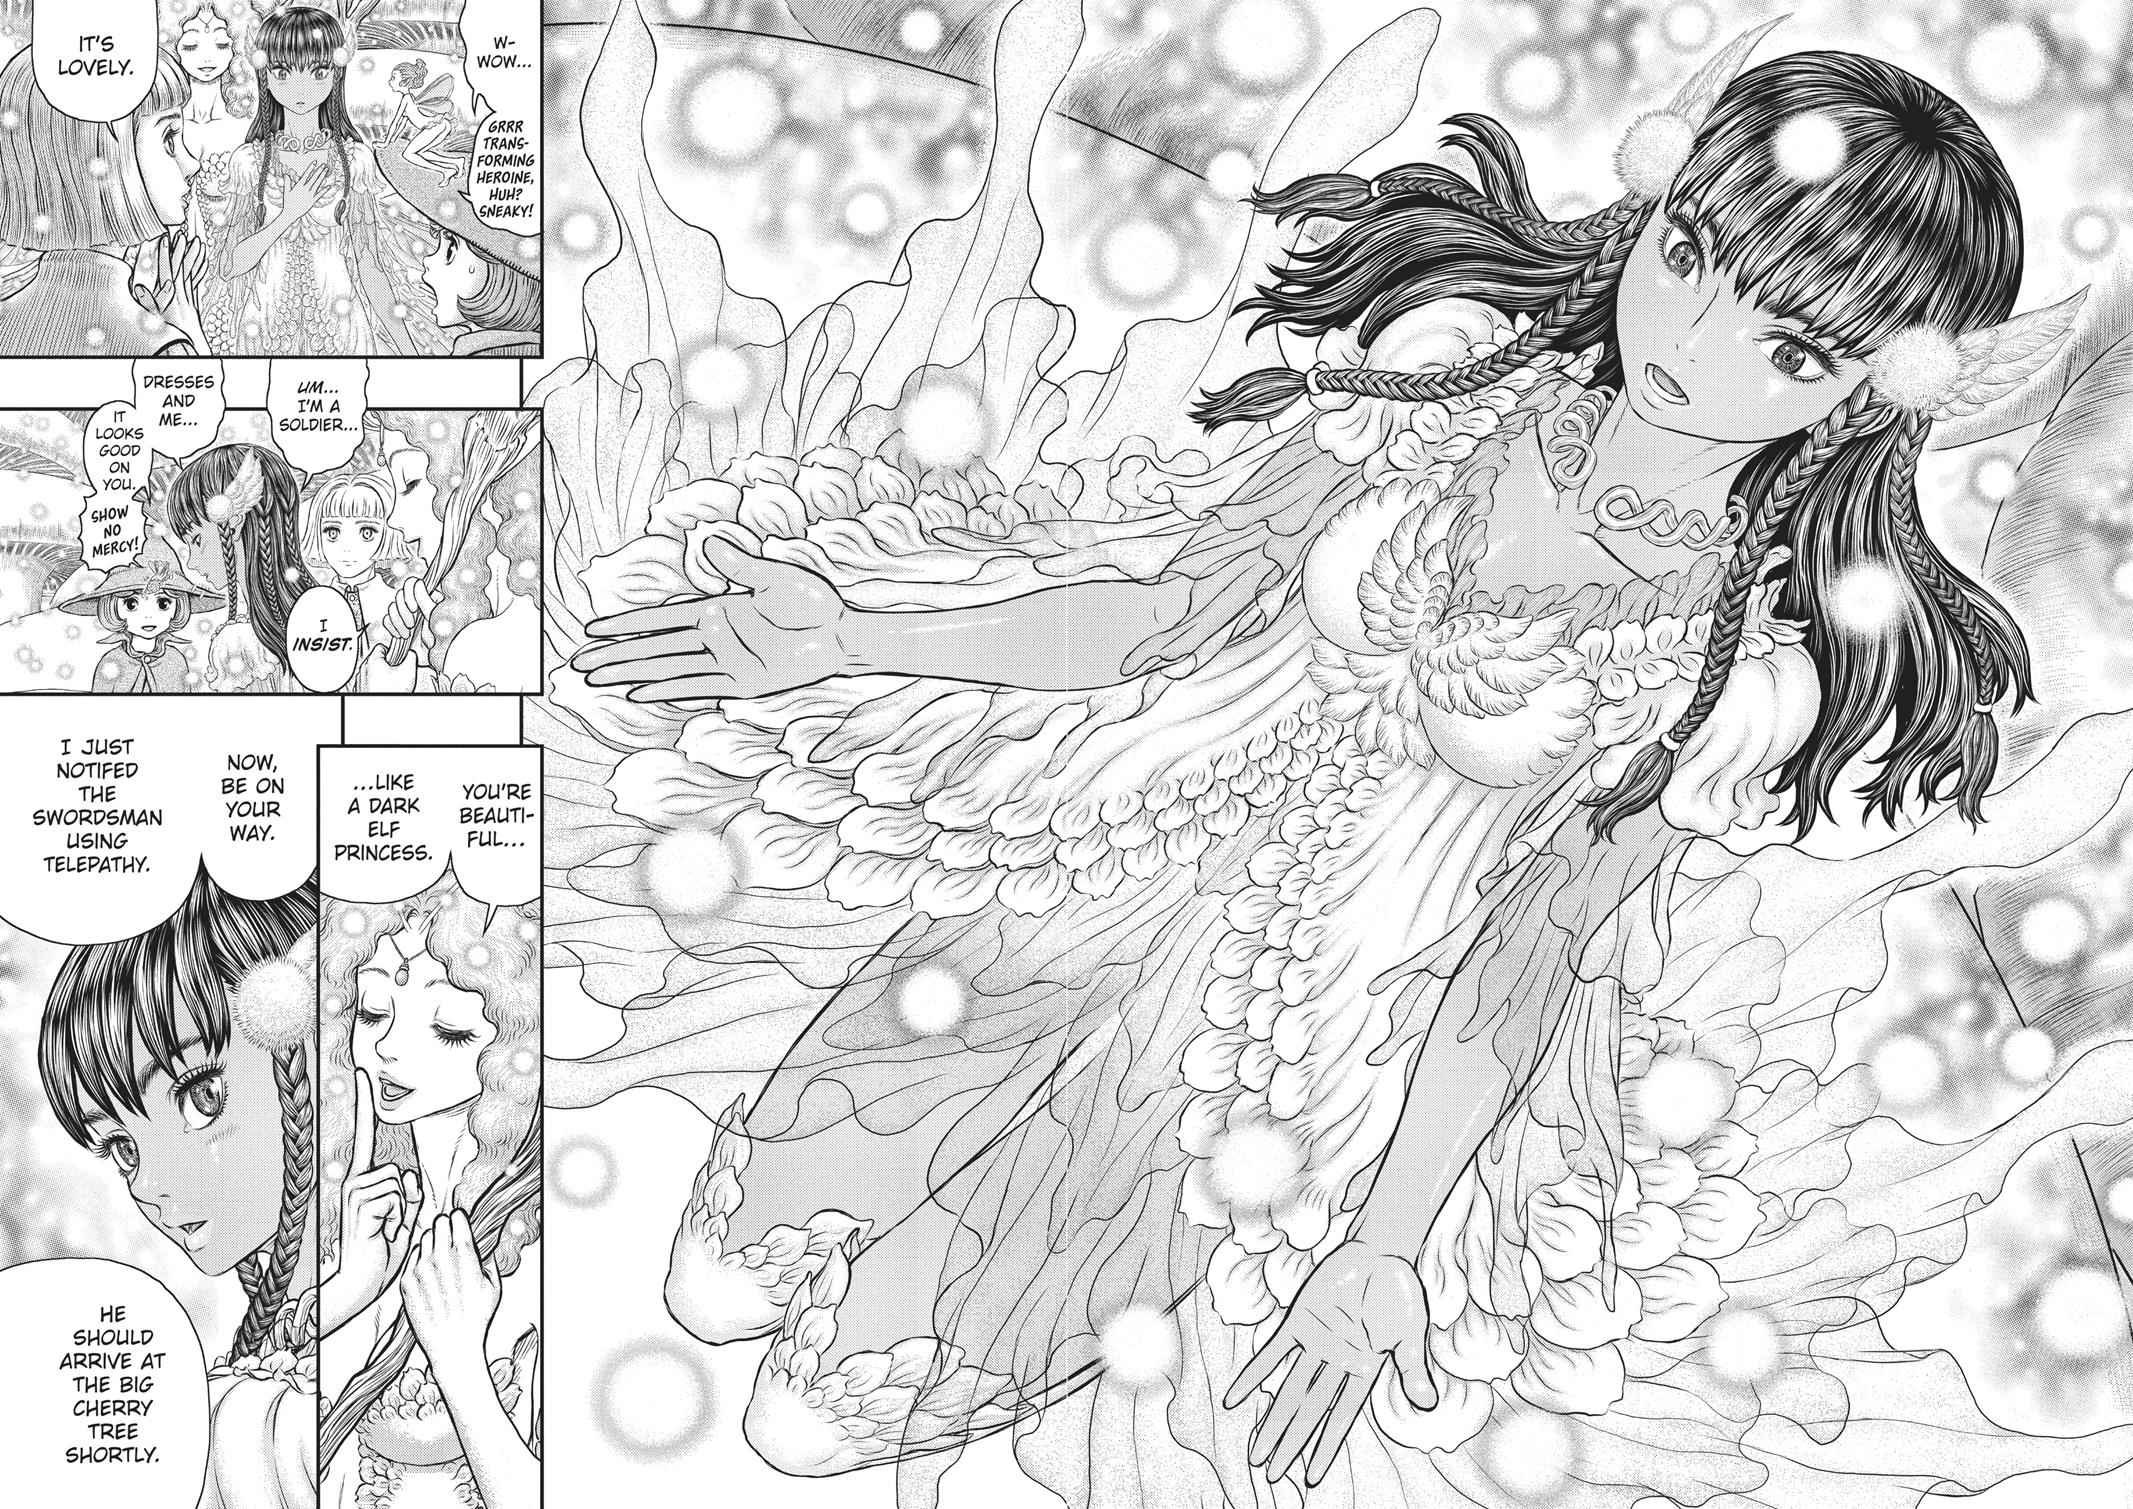 W-
WOW...
GRRR
TRANS-
FORMING
HEROINE,
HUH?
SNEAKY!
IT'S
LOVELY.
UM...
I'M A
SOLDIER...
DRESSES
AND
ME...
IT
LOOKS
GOOD
ON
YOU.
SHOW
NO
MERCY!
I
INSIST.
YOU'RE
BEAUTI-
FUL...
...LIKE
A DARK
ELF
PRINCESS.
NOW,
BE ON
YOUR
WAY.
I JUST
NOTIFED
THE
SWORDSMAN
USING
TELEPATHY.
HE
SHOULD
ARRIVE AT
THE BIG
CHERRY
TREE
SHORTLY.